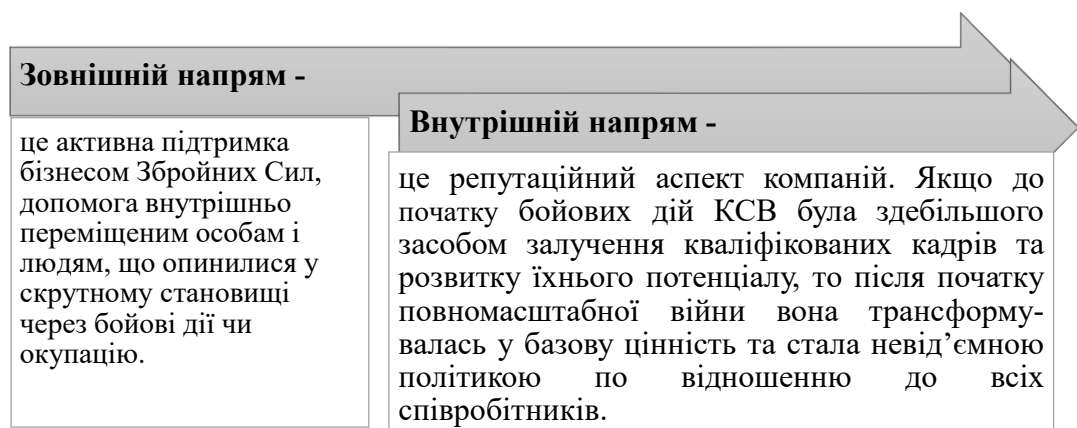 Зовнішній напрям -
це активна підтримка
бізнесом Збройних Сил,
допомога внутрішньо
переміщеним особам і
людям, що опинилися у
скрутному становищі
через бойові дії чи
окупацію.
Внутрішній напрям -
це репутаційний аспект компаній. Якщо до
початку бойових дій КСВ була здебільшого
засобом залучення кваліфікованих кадрів та
розвитку їхнього потенціалу, то після початку
повномасштабної війни вона трансформу-
валась у базову цінність та стала невід’ємною
політикою по відношенню до всіх
співробітників.